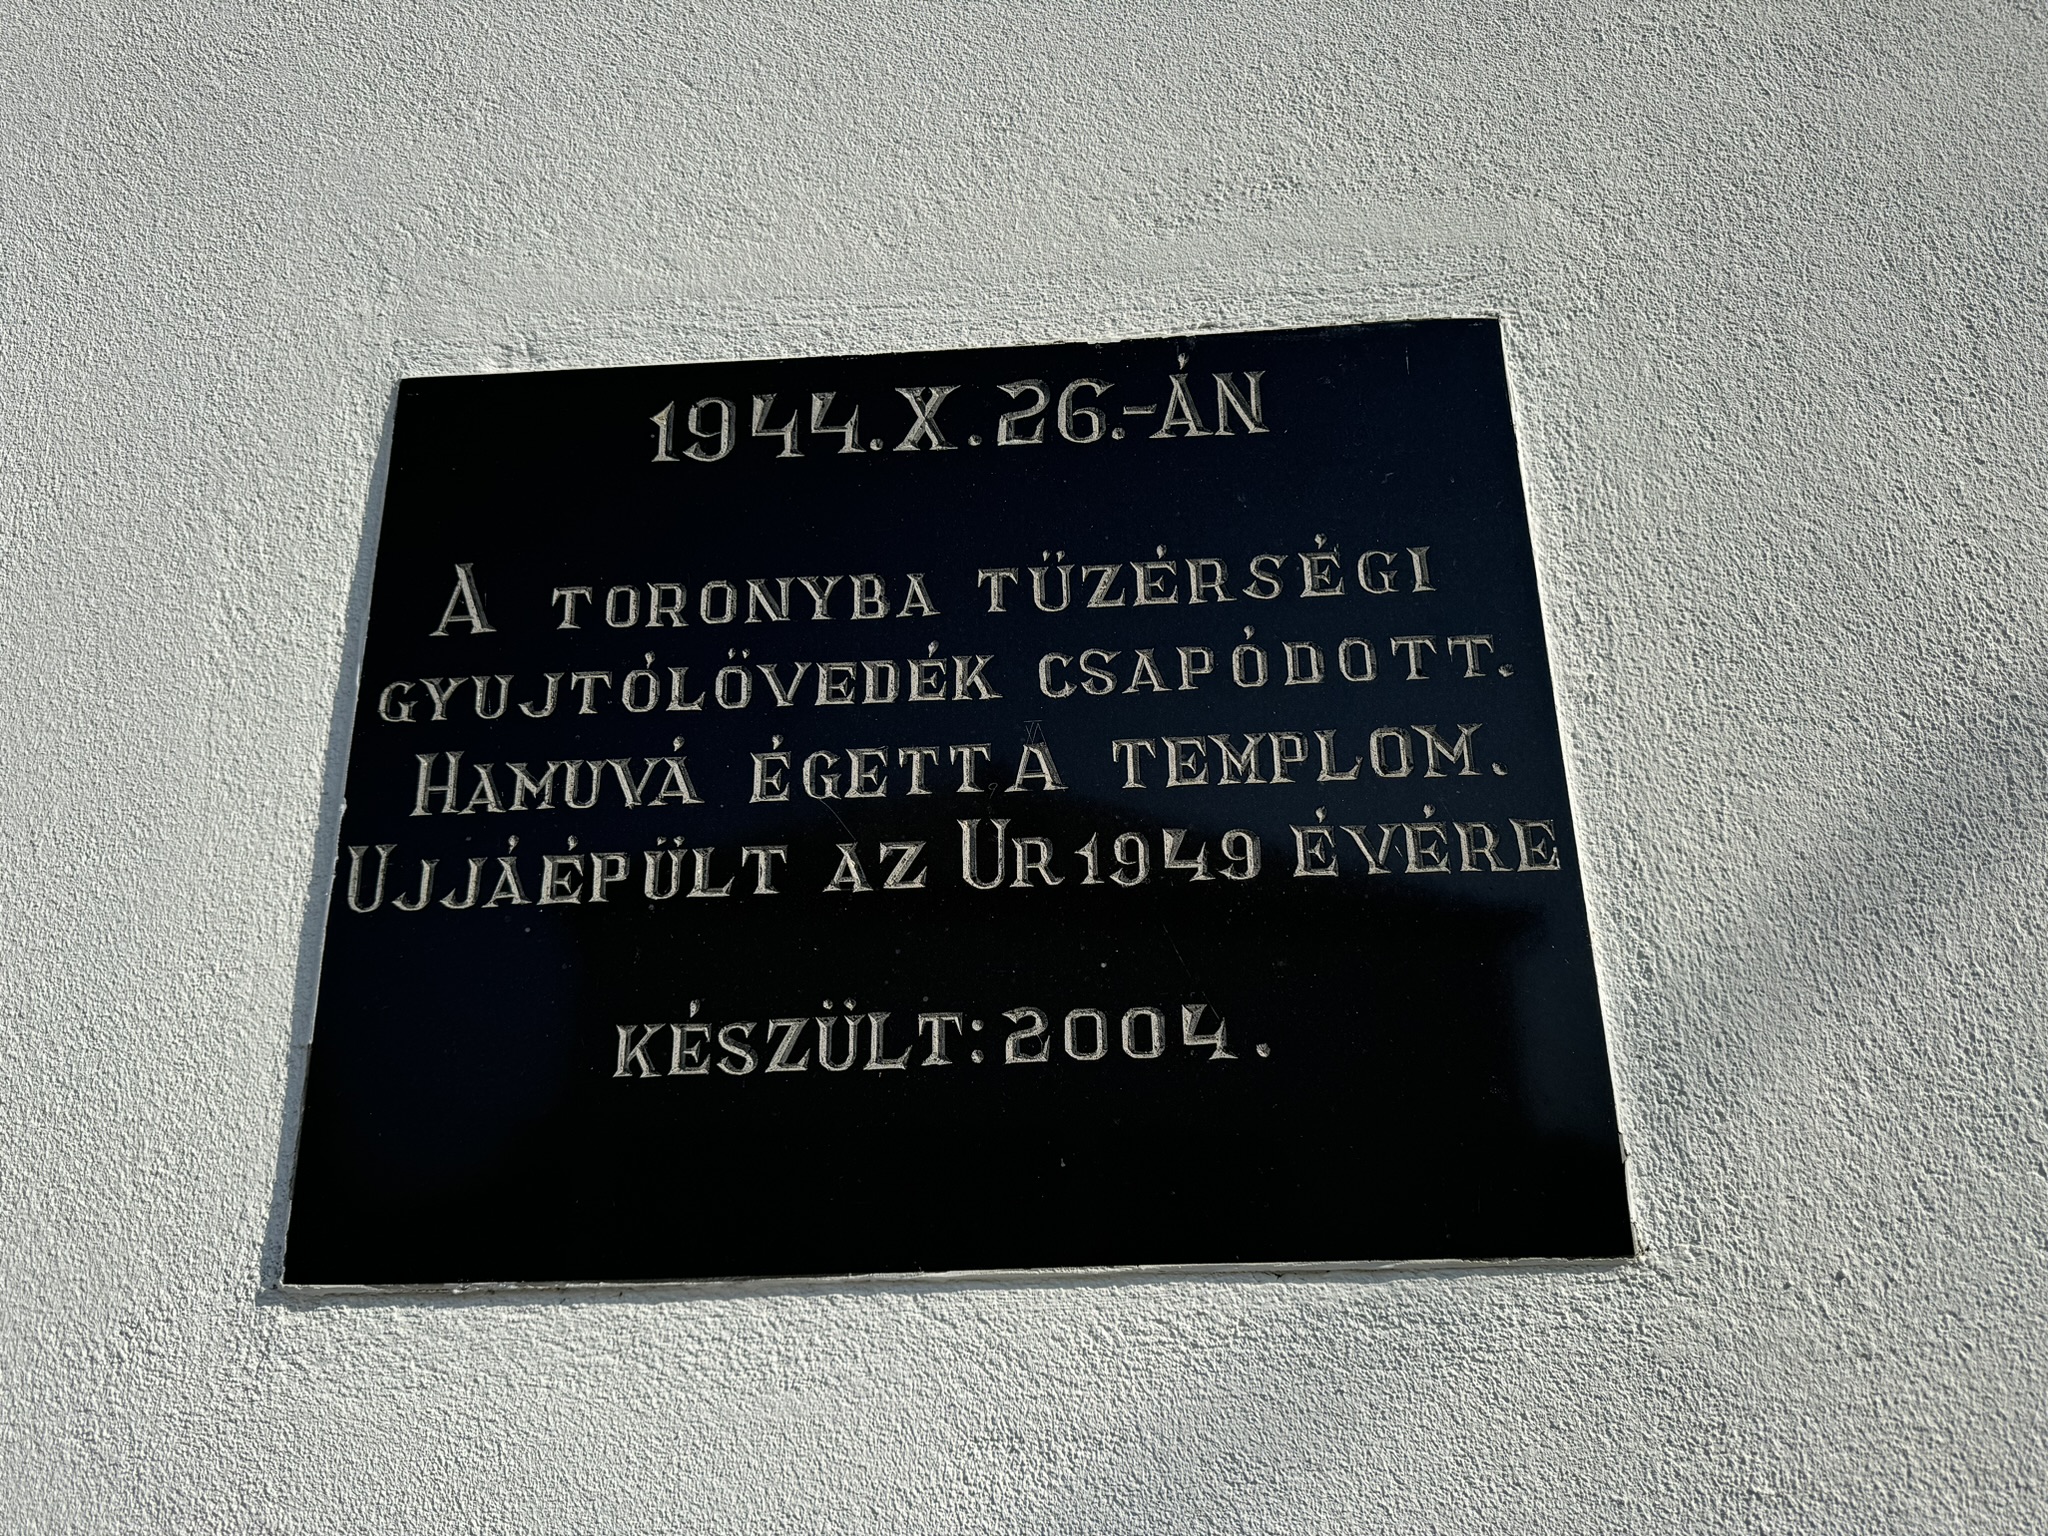 1944.X.26.-ÁN
A TORONYBA TÜZÉRSÉGI
GYUJTÓLÖVEDÉK CSAPÓDOTT.
HAMUVÁ ÉGETT A TEMPLOM.
UJJÁÉPÜLT AZ ÚR 1949 ÉVÉRE
KÉSZÜLT: 2004.